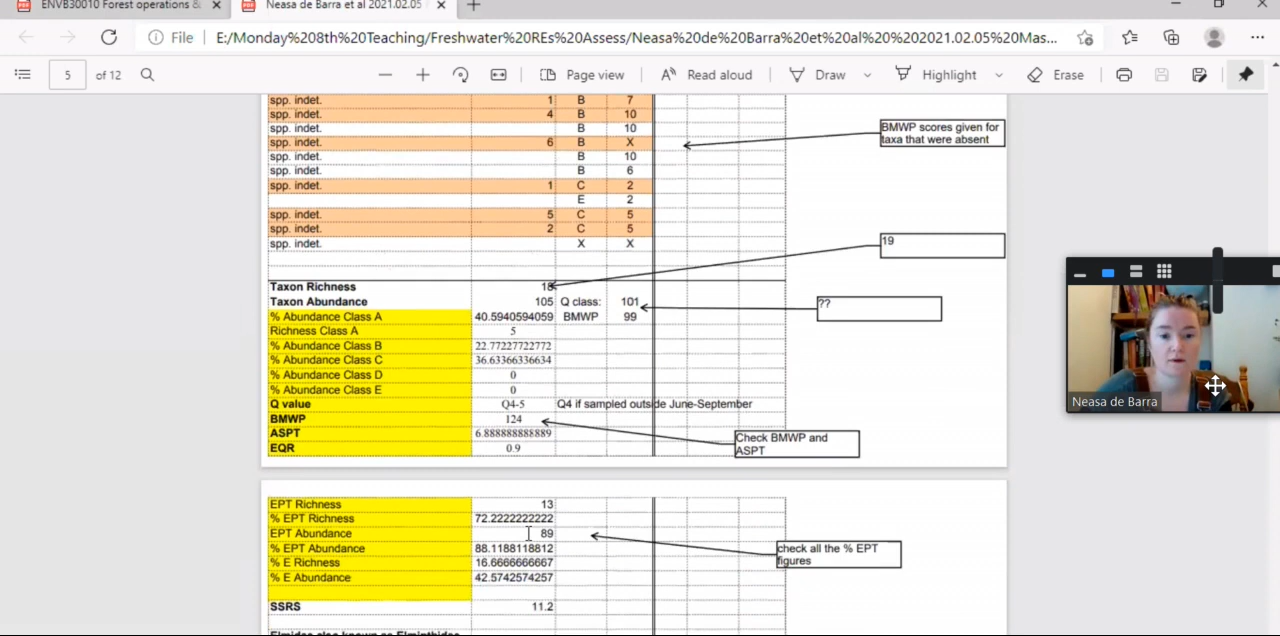 ENVB30010 Forest operations &
Neasa de Barra et al 2021.02.05
File
E:/Monday%208th%20Teaching/Freshwater%20REs%20Assess/Neasa%20de%20Barra%20et%20al%20%202021.02.05%20Mas...
5 of 12
Page view
Read aloud
Draw
Highlight
Erase
spp. indet. 1 B 7
spp. indet. 4 B 10
spp. indet. B 10
spp. indet. 6 B X
spp. indet. B 10
spp. indet. B 6
spp. indet. 1 C 2
E 2
spp. indet. 5 C 5
spp. indet. 2 C 5
spp. indet. X X
BMWP scores given for
taxa that were absent
19
Taxon Richness 18
Taxon Abundance 105 Q class: 101
% Abundance Class A 40.5940594059 BMWP 99
??
Richness Class A 5
% Abundance Class B 22.77227722772
% Abundance Class C 36.63366336634
% Abundance Class D 0
% Abundance Class E 0
Q value Q4-5 Q4 if sampled outside June-September
BMWP 124
ASPT 6.888888888889
EQR 0.9
Check BMWP and
ASPT
EPT Richness 13
% EPT Richness 72.2222222222
EPT Abundance 89
% EPT Abundance 88.1188118812
% E Richness 16.6666666667
% E Abundance 42.5742574257
check all the % EPT
figures
SSRS 11.2
Neasa de Barra